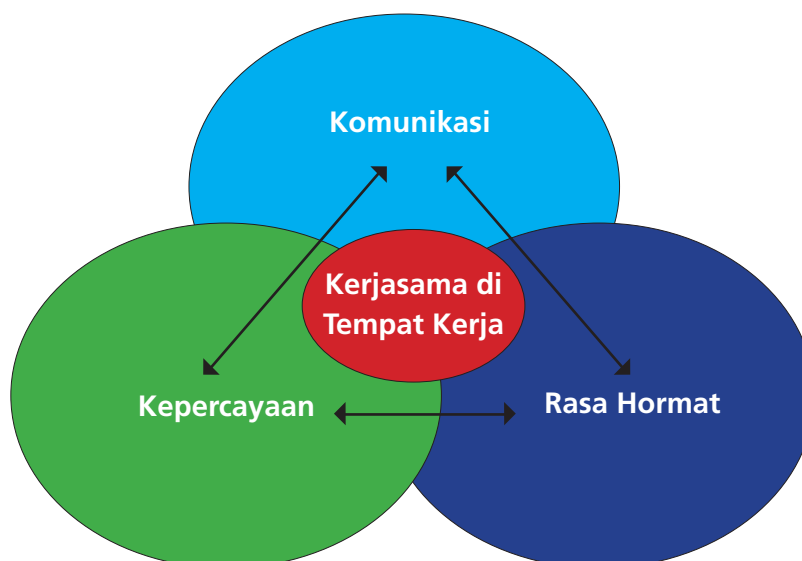 Komunikasi
Kerjasama di
Tempat Kerja
Kepercayaan
Rasa Hormat